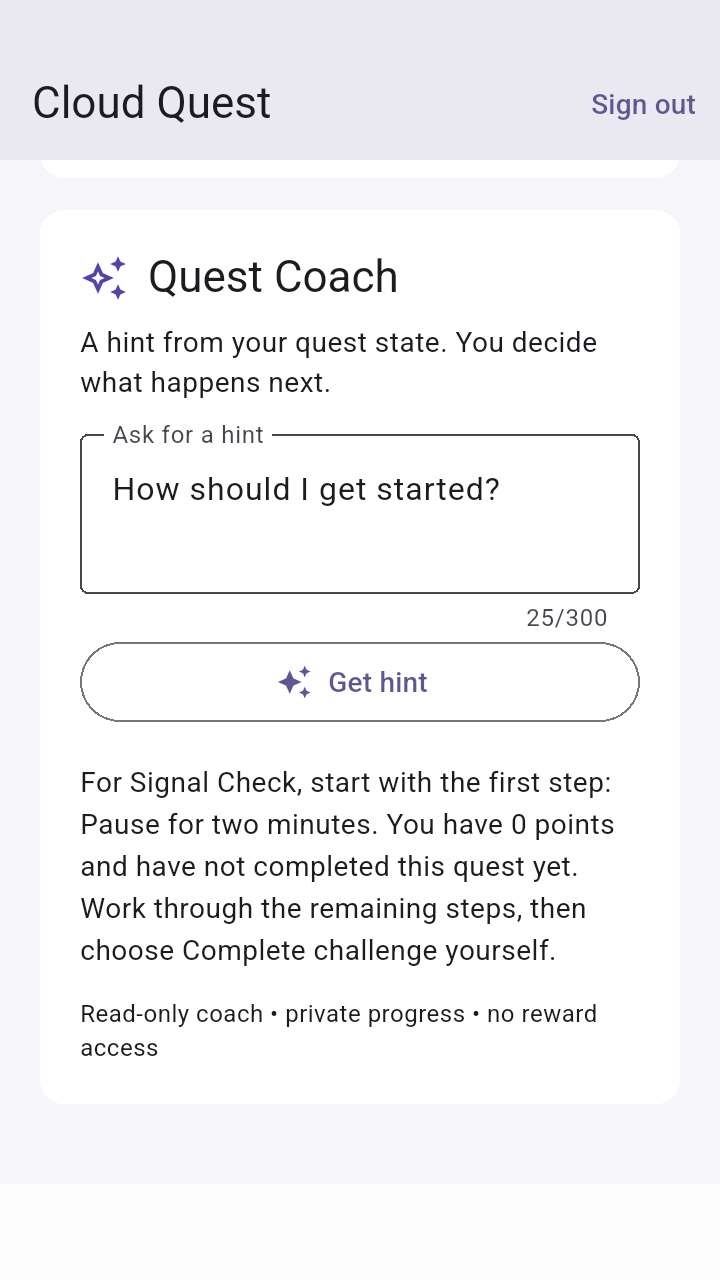 Cloud Quest
Sign out
Quest Coach
A hint from your quest state. You decide
what happens next.
Ask for a hint
How should I get started?
25/300
Get hint
For Signal Check, start with the first step:
Pause for two minutes. You have 0 points
and have not completed this quest yet.
Work through the remaining steps, then
choose Complete challenge yourself.
Read-only coach • private progress • no reward
access